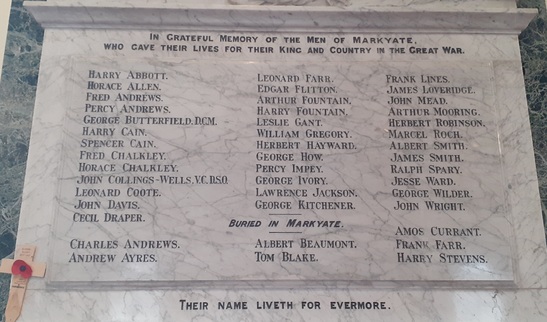 In Grateful Memory of the Men of Markyate,
who gave their lives for their King and Country in the Great War.
Harry Abbott.
Horace Allen.
Fred Andrews.
Percy Andrews.
George Butterfield, D.C.M.
Harry Cain.
Spencer Cain.
Fred Chalkley.
Horace Chalkley.
John Collings-Wells, V.C., D.S.O.
Leonard Coote.
John Davis.
Cecil Draper.
Leonard Farr.
Edgar Flitton.
Arthur Fountain.
Harry Fountain.
Leslie Gant.
William Gregory.
Herbert Hayward.
George How.
Percy Impey.
George Ivory.
Lawrence Jackson.
George Kitchener.
Frank Lines.
James Loveridge.
John Mead.
Arthur Mooring.
Herbert Robinson.
Marcel Roch.
Albert Smith.
James Smith.
Ralph Spary.
Jesse Ward.
George Wilder.
John Wright.
Buried in Markyate.
Charles Andrews.
Andrew Ayres.
Albert Beaumont.
Tom Blake.
Amos Currant.
Frank Farr.
Harry Stevens.
Their name liveth for evermore.